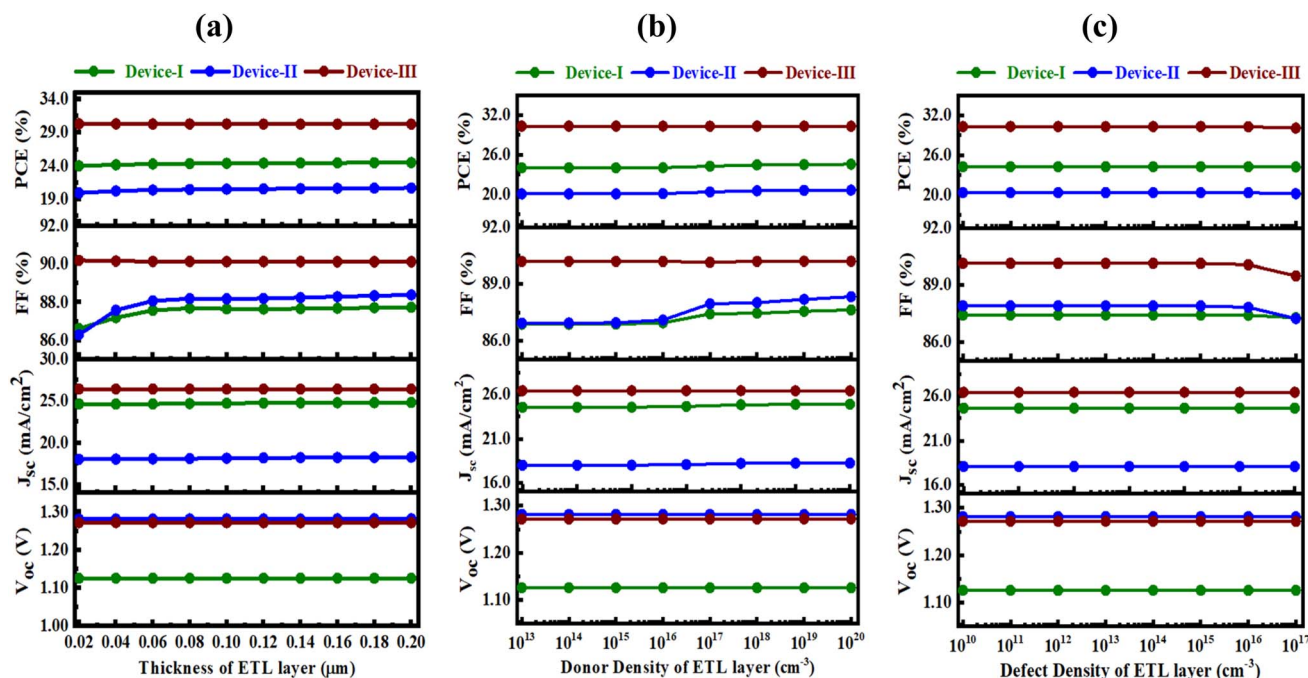 (a)
Device-I Device-II Device-III
PCE (%)
34.0
29.0
24.0
19.0
92.0
FF (%)
90.0
88.0
86.0
30.0
Jsc (mA/cm²)
25.0
20.0
15.0
Voc (V)
1.30
1.20
1.10
1.00
0.02 0.04 0.06 0.08 0.10 0.12 0.14 0.16 0.18 0.20
Thickness of ETL layer (µm)
(b)
Device-I Device-II Device-III
PCE (%)
32.0
26.0
20.0
92.0
FF (%)
89.0
86.0
Jsc (mA/cm²)
26.0
21.0
16.0
Voc (V)
1.30
1.20
1.10
10¹³ 10¹⁴ 10¹⁵ 10¹⁶ 10¹⁷ 10¹⁸ 10¹⁹ 10²⁰
Donor Density of ETL layer (cm⁻³)
(c)
Device-I Device-II Device-III
PCE (%)
32.0
26.0
20.0
92.0
FF (%)
89.0
86.0
Jsc (mA/cm²)
26.0
21.0
16.0
Voc (V)
1.30
1.20
1.10
10¹⁰ 10¹¹ 10¹² 10¹³ 10¹⁴ 10¹⁵ 10¹⁶ 10¹⁷
Defect Density of ETL layer (cm⁻³)